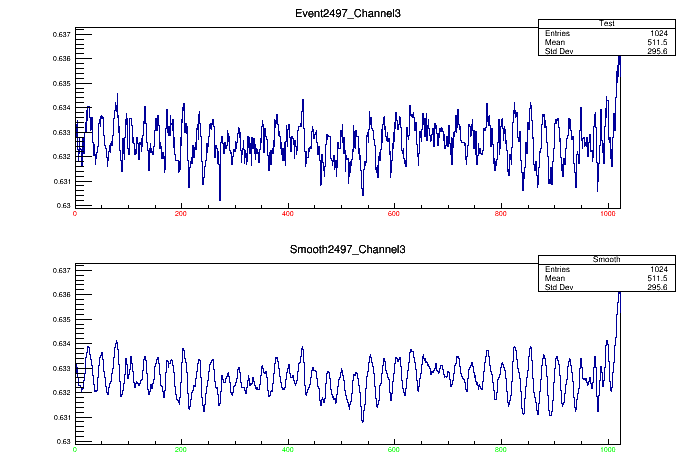 Event2497_Channel3
Test
Entries 1024
Mean 511.5
Std Dev 295.6
0.637
0.636
0.635
0.634
0.633
0.632
0.631
0.63
0 200 400 600 800 1000
Smooth2497_Channel3
Smooth
Entries 1024
Mean 511.5
Std Dev 295.6
0.637
0.636
0.635
0.634
0.633
0.632
0.631
0.63
0 200 400 600 800 1000